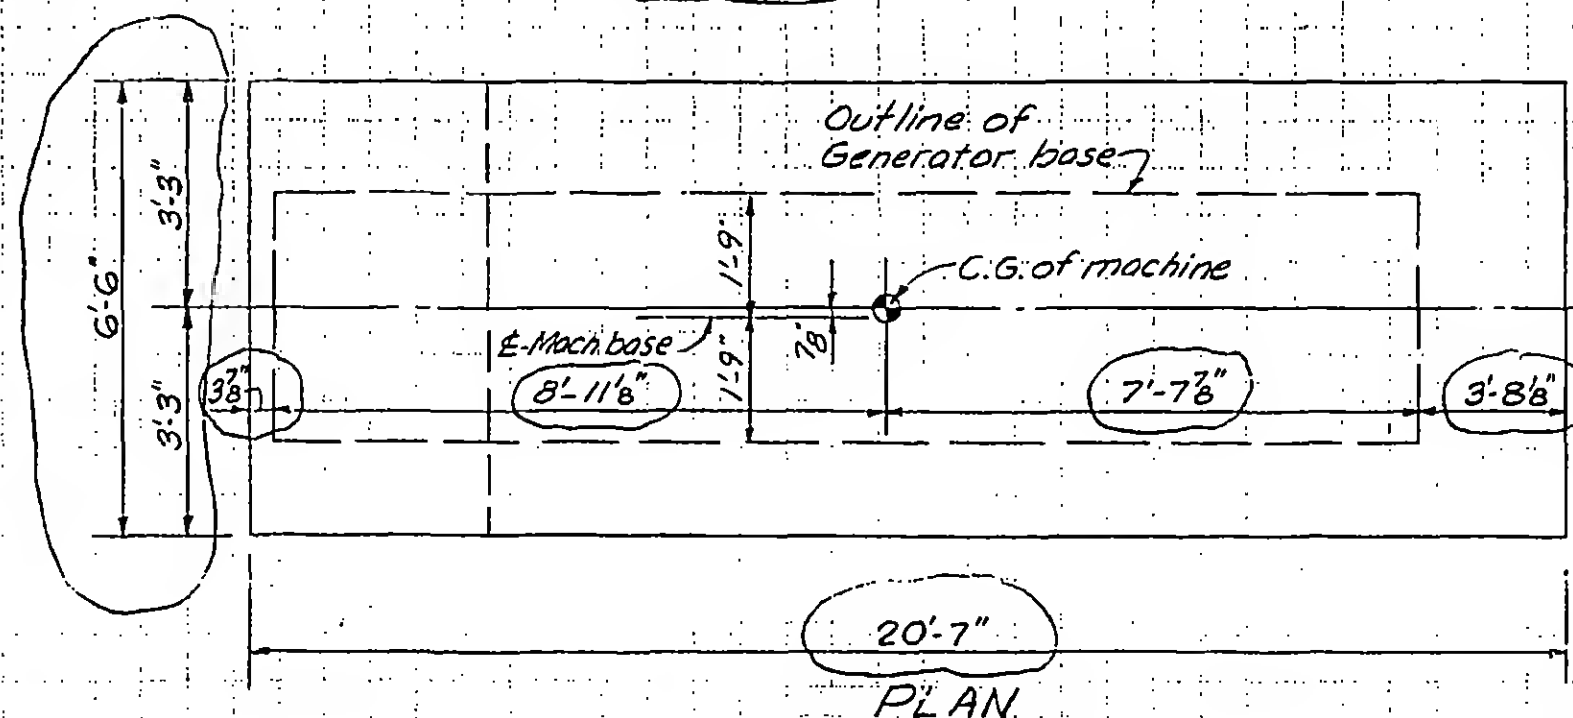 Outline of
Generator base
3'-3"
6'-6"
1'-9"
C.G. of machine
℄-Mach. base
7/8"
3 7/8"
3'-3"
8'-11 1/8"
1'-9"
7'-7 7/8"
3'-8 1/8"
20'-7"
PLAN